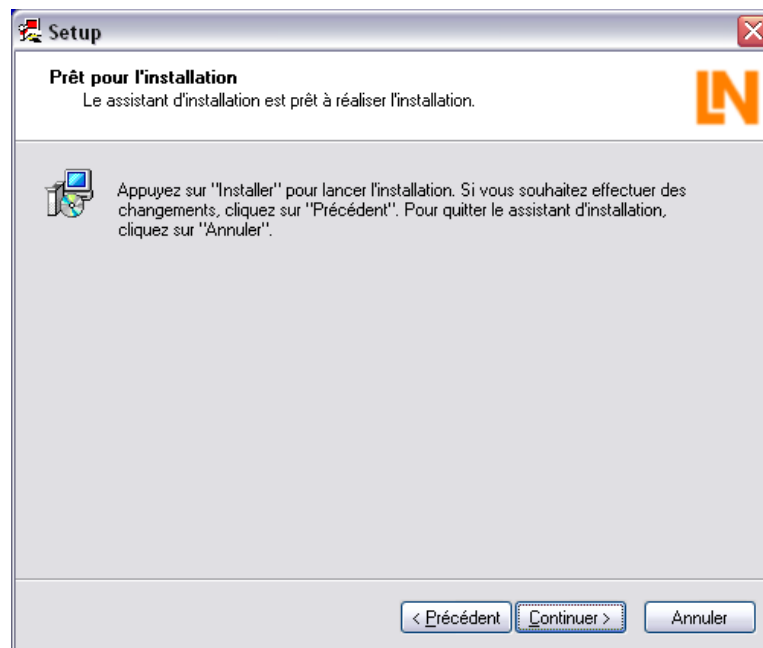 Setup
Prêt pour l'installation
Le assistant d'installation est prêt à réaliser l'installation.
LN
Appuyez sur "Installer" pour lancer l'installation. Si vous souhaitez effectuer des
changements, cliquez sur "Précédent". Pour quitter le assistant d'installation,
cliquez sur "Annuler".
< Précédent
Continuer >
Annuler